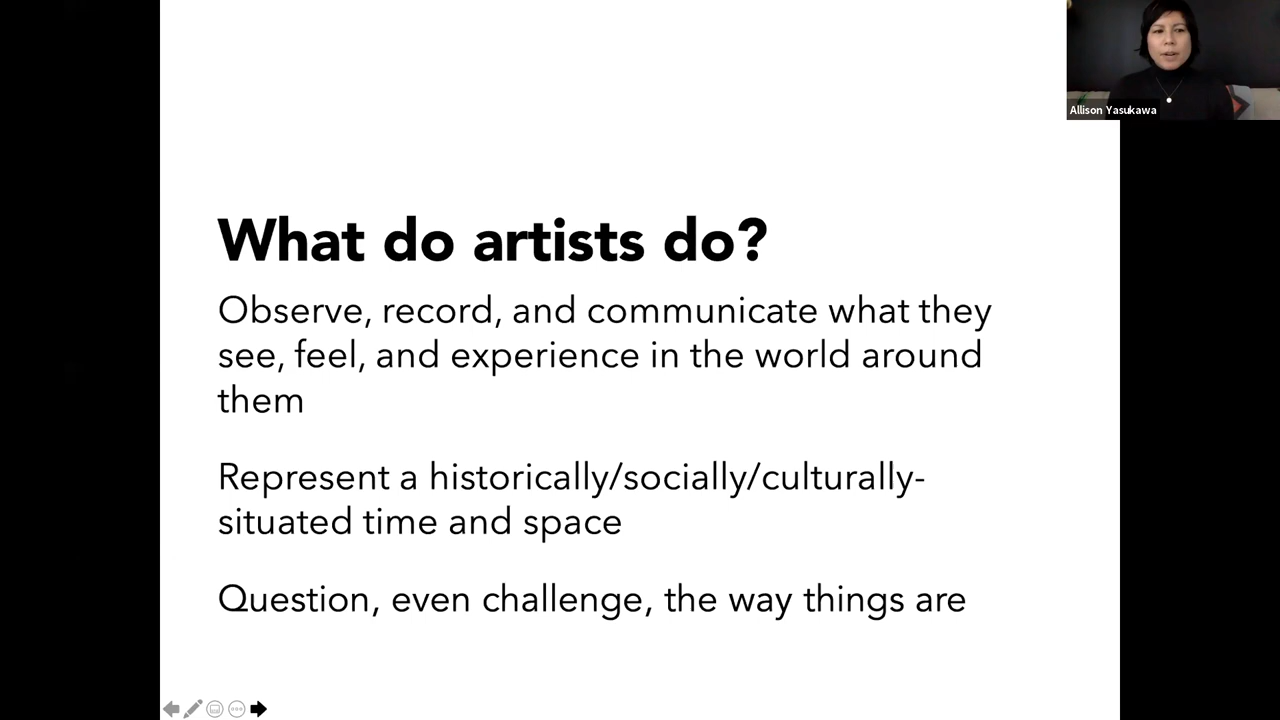 Allison Yasukawa
What do artists do?
Observe, record, and communicate what they
see, feel, and experience in the world around
them
Represent a historically/socially/culturally-
situated time and space
Question, even challenge, the way things are